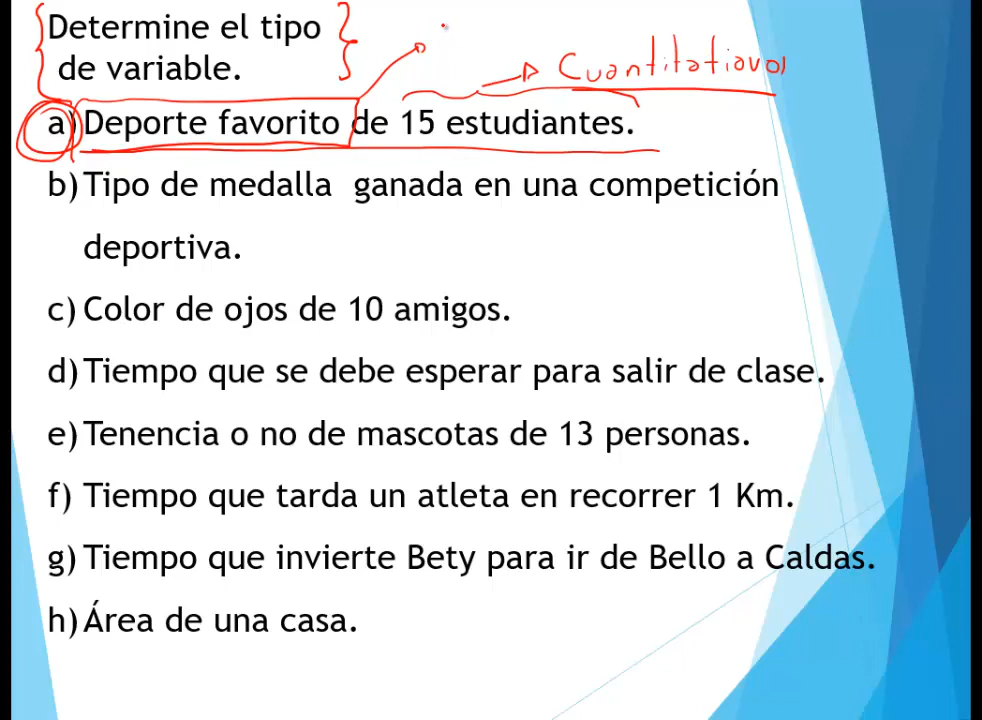 Determine el tipo
de variable.
Cuantitativa
a) Deporte favorito de 15 estudiantes.
b) Tipo de medalla ganada en una competición
deportiva.
c) Color de ojos de 10 amigos.
d) Tiempo que se debe esperar para salir de clase.
e) Tenencia o no de mascotas de 13 personas.
f) Tiempo que tarda un atleta en recorrer 1 Km.
g) Tiempo que invierte Bety para ir de Bello a Caldas.
h) Área de una casa.